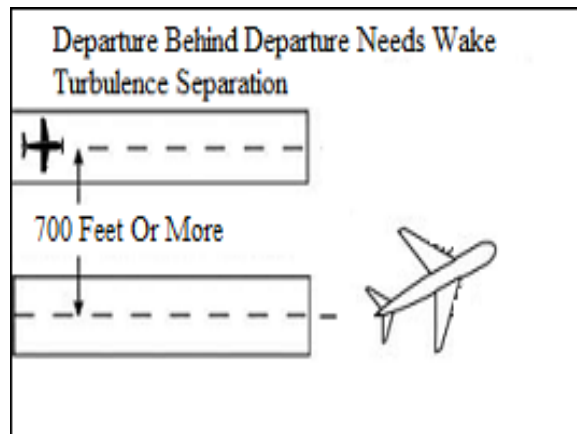 Departure Behind Departure Needs Wake
Turbulence Separation
700 Feet Or More